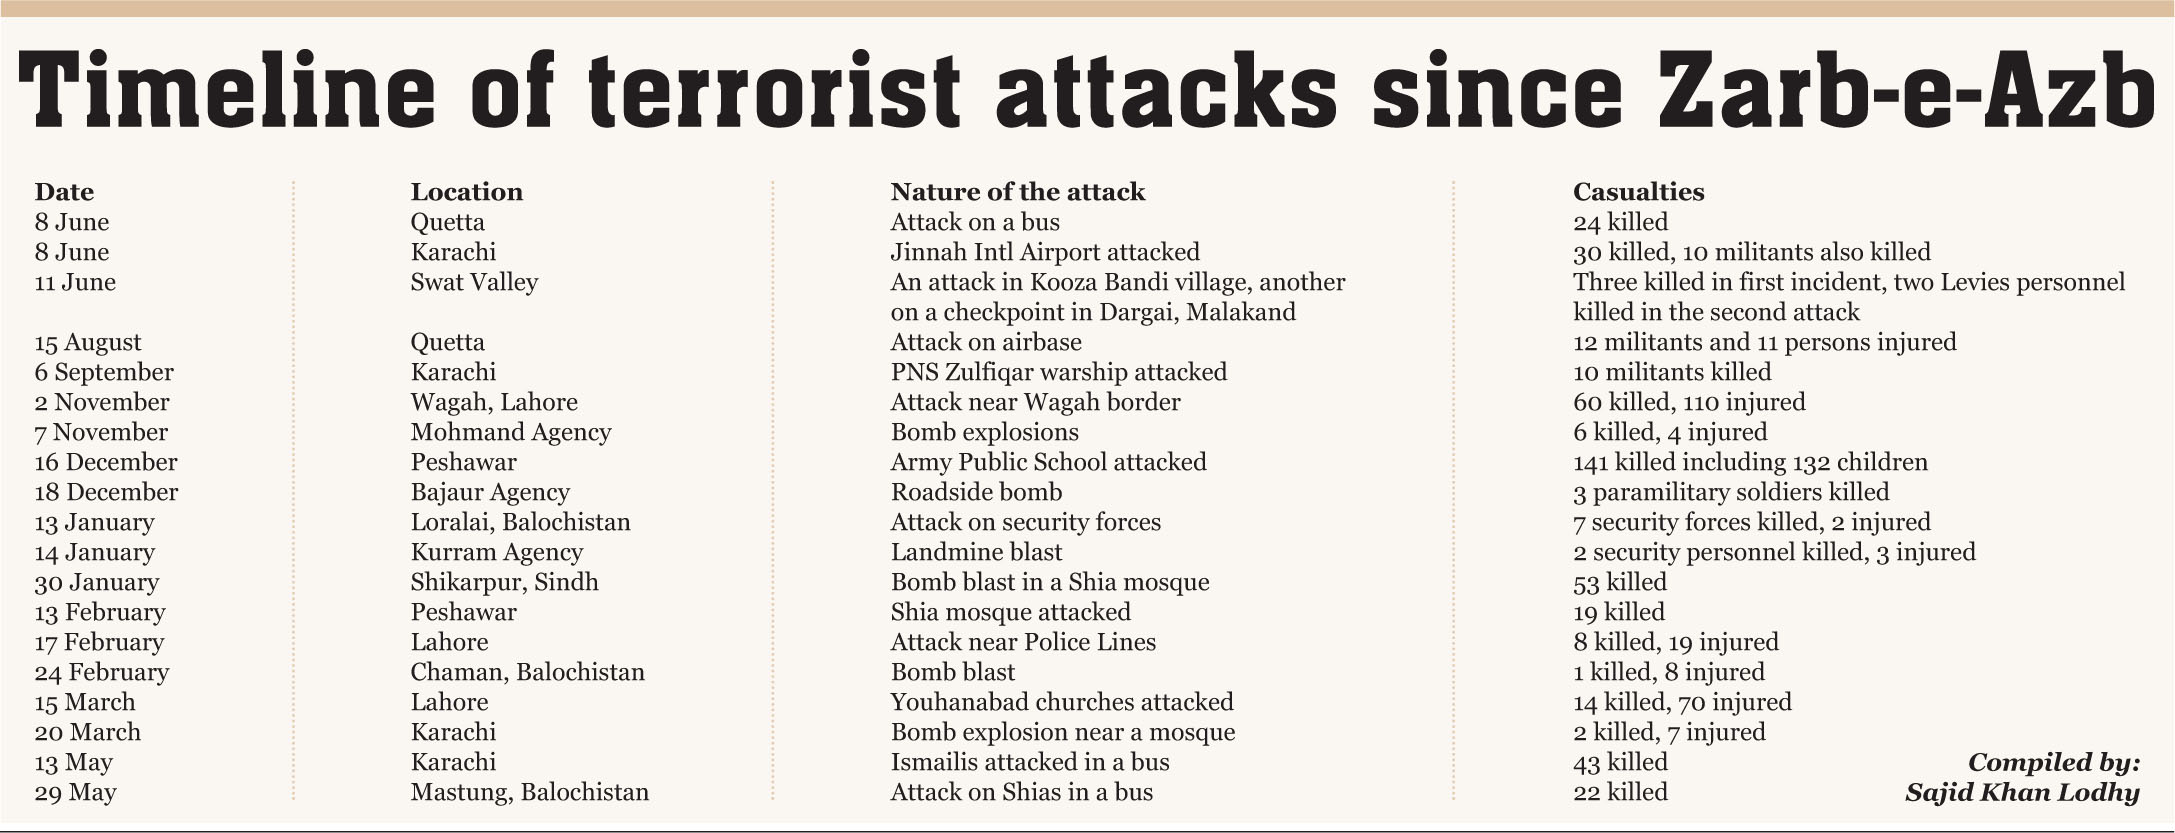 Timeline of terrorist attacks since Zarb-e-Azb
Date Location Nature of the attack Casualties
8 June Quetta Attack on a bus 24 killed
8 June Karachi Jinnah Intl Airport attacked 30 killed, 10 militants also killed
11 June Swat Valley An attack in Kooza Bandi village, another Three killed in first incident, two Levies personnel
on a checkpoint in Dargai, Malakand killed in the second attack
15 August Quetta Attack on airbase 12 militants and 11 persons injured
6 September Karachi PNS Zulfiqar warship attacked 10 militants killed
2 November Wagah, Lahore Attack near Wagah border 60 killed, 110 injured
7 November Mohmand Agency Bomb explosions 6 killed, 4 injured
16 December Peshawar Army Public School attacked 141 killed including 132 children
18 December Bajaur Agency Roadside bomb 3 paramilitary soldiers killed
13 January Loralai, Balochistan Attack on security forces 7 security forces killed, 2 injured
14 January Kurram Agency Landmine blast 2 security personnel killed, 3 injured
30 January Shikarpur, Sindh Bomb blast in a Shia mosque 53 killed
13 February Peshawar Shia mosque attacked 19 killed
17 February Lahore Attack near Police Lines 8 killed, 19 injured
24 February Chaman, Balochistan Bomb blast 1 killed, 8 injured
15 March Lahore Youhanabad churches attacked 14 killed, 70 injured
20 March Karachi Bomb explosion near a mosque 2 killed, 7 injured
13 May Karachi Ismailis attacked in a bus 43 killed
29 May Mastung, Balochistan Attack on Shias in a bus 22 killed
Compiled by:
Sajid Khan Lodhy